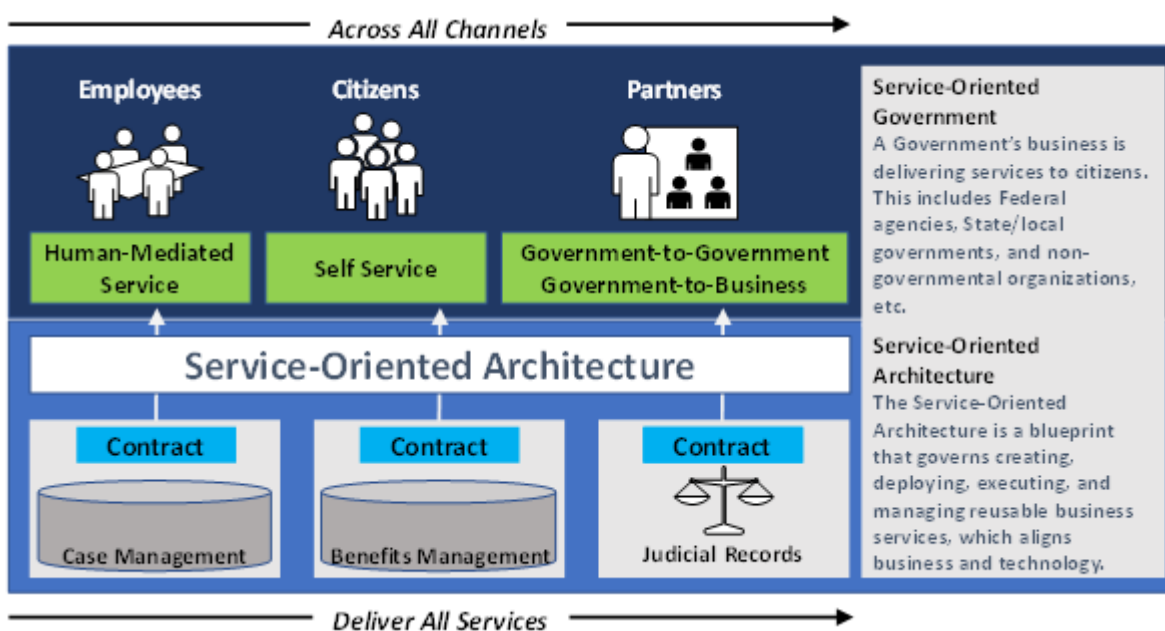 Across All Channels
Employees
Citizens
Partners
Human-Mediated
Service
Self Service
Government-to-Government
Government-to-Business
Service-Oriented Architecture
Contract
Contract
Contract
Case Management
Benefits Management
Judicial Records
Service-Oriented
Government
A Government's business is
delivering services to citizens.
This includes Federal
agencies, State/local
governments, and non-
governmental organizations,
etc.
Service-Oriented
Architecture
The Service-Oriented
Architecture is a blueprint
that governs creating,
deploying, executing, and
managing reusable business
services, which aligns
business and technology.
Deliver All Services